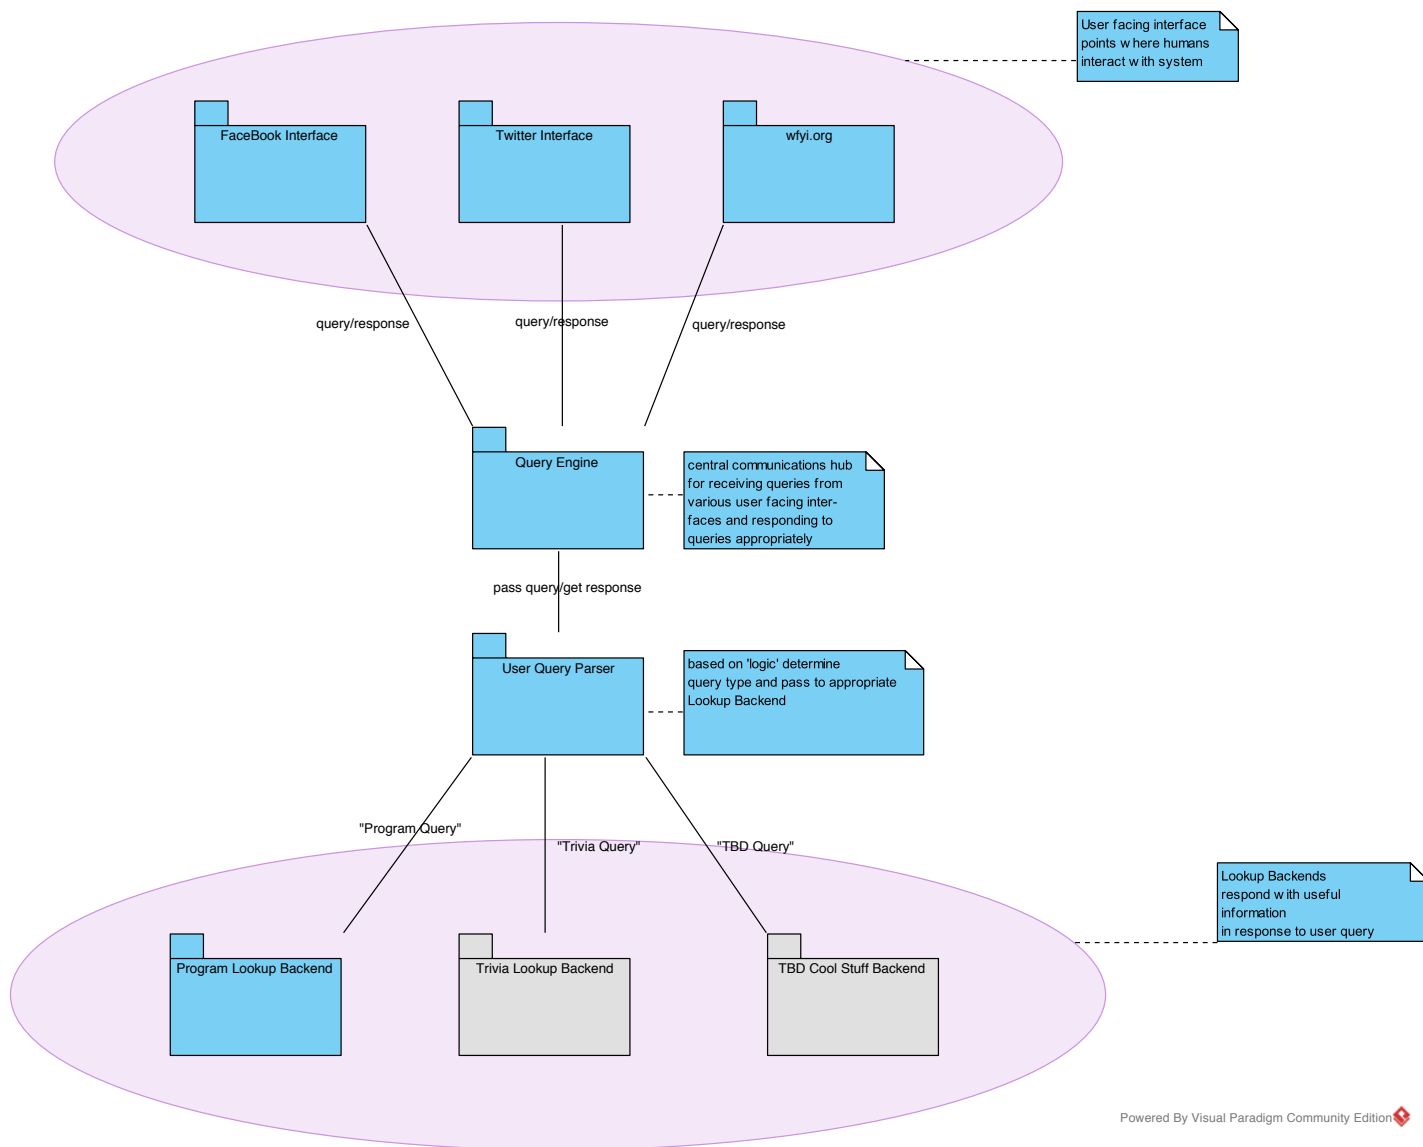 User facing interface
points where humans
interact with system
FaceBook Interface
Twitter Interface
wfyi.org
query/response
query/response
query/response
Query Engine
central communications hub
for receiving queries from
various user facing inter-
faces and responding to
queries appropriately
pass query/get response
User Query Parser
based on 'logic' determine
query type and pass to appropriate
Lookup Backend
"Program Query"
"Trivia Query"
"TBD Query"
Lookup Backends
respond with useful
information
in response to user query
Program Lookup Backend
Trivia Lookup Backend
TBD Cool Stuff Backend
Powered By Visual Paradigm Community Edition